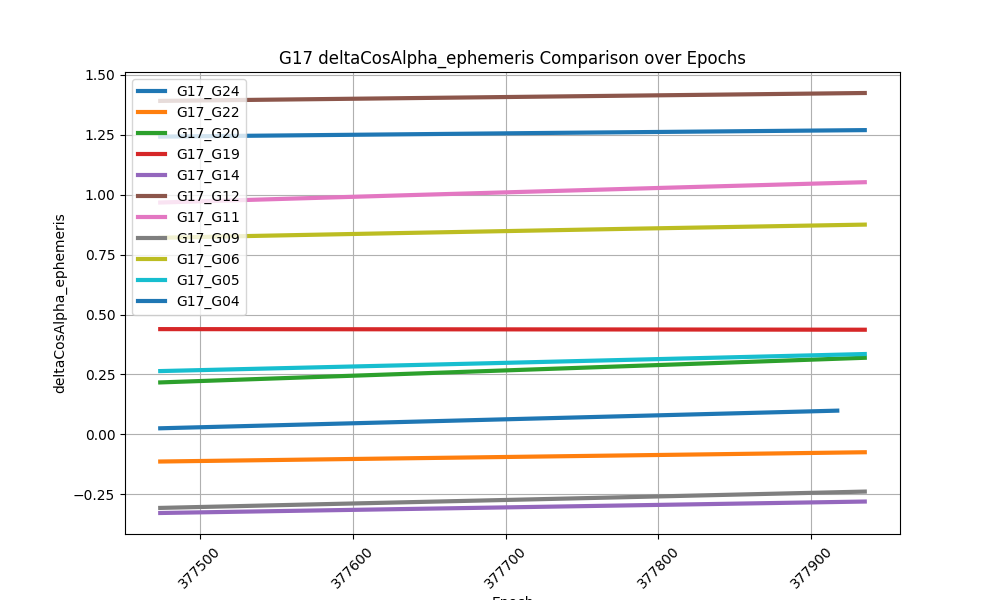 G17 deltaCosAlpha_ephemeris Comparison over Epochs
deltaCosAlpha_ephemeris
1.50
1.25
1.00
0.75
0.50
0.25
0.00
−0.25
G17_G24
G17_G22
G17_G20
G17_G19
G17_G14
G17_G12
G17_G11
G17_G09
G17_G06
G17_G05
G17_G04
377500
377600
377700
377800
377900
Epoch